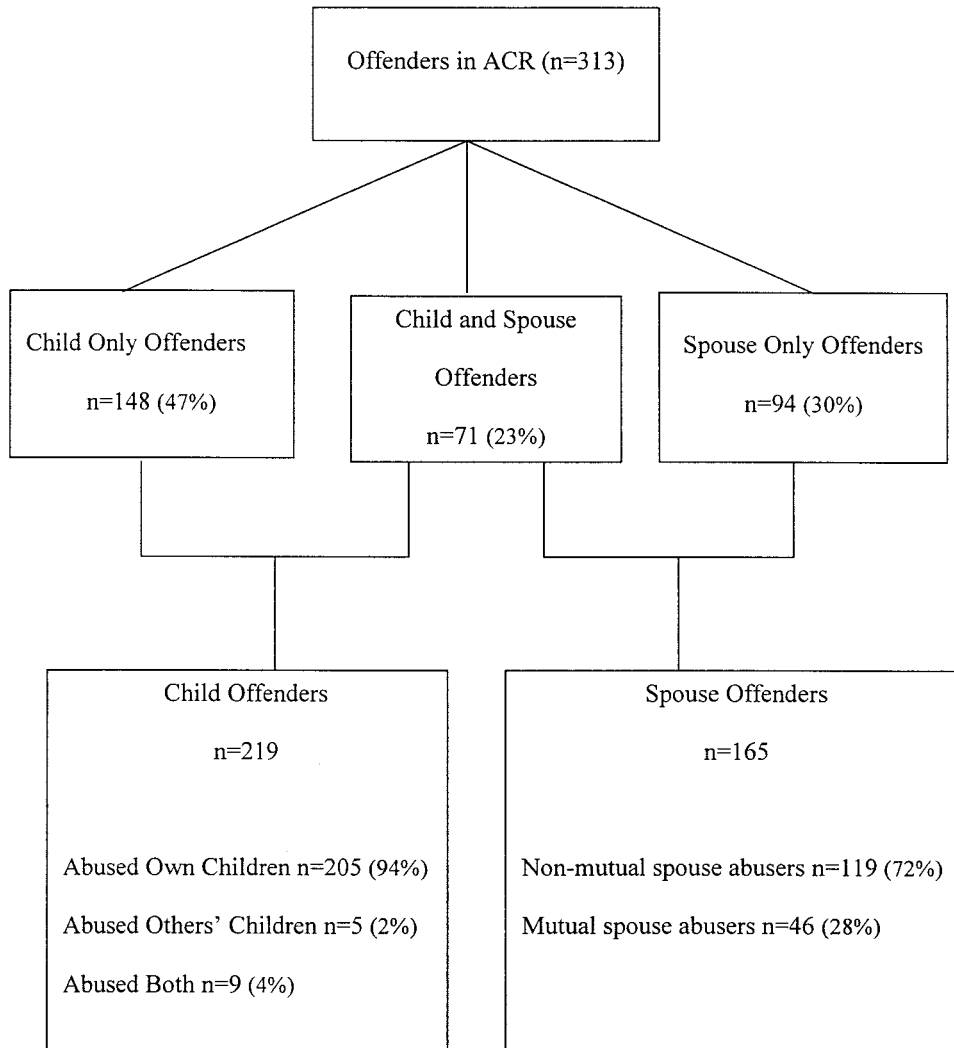 Offenders in ACR (n=313)
Child Only Offenders
n=148 (47%)
Child and Spouse
Offenders
n=71 (23%)
Spouse Only Offenders
n=94 (30%)
Child Offenders
n=219
Abused Own Children n=205 (94%)
Abused Others’ Children n=5 (2%)
Abused Both n=9 (4%)
Spouse Offenders
n=165
Non-mutual spouse abusers n=119 (72%)
Mutual spouse abusers n=46 (28%)